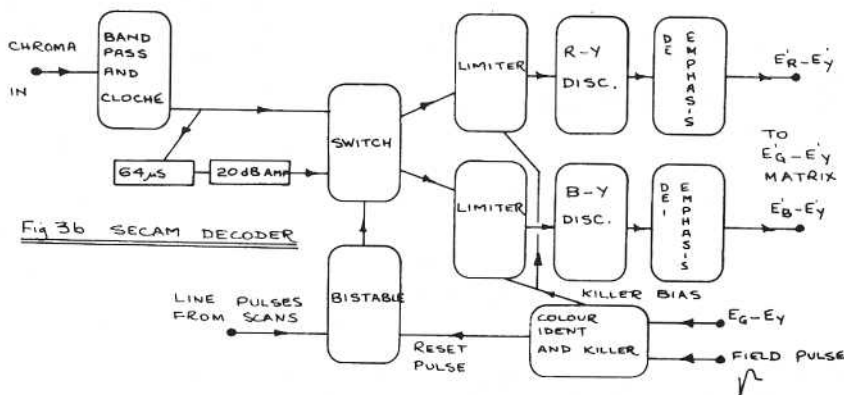 CHROMA
IN
BAND
PASS
AND
CLOCHÉ
64μS
20dB AMP
SWITCH
LIMITER
R-Y
DISC.
DE
EMPHASIS
E'R-E'Y
TO
E'G-E'Y
MATRIX
LIMITER
B-Y
DISC.
DE
EMPHASIS
E'B-E'Y
Fig 3b SECAM DECODER
LINE PULSES
FROM SCANS
BISTABLE
RESET
PULSE
KILLER BIAS
COLOUR
IDENT
AND KILLER
EG-EY
FIELD PULSE